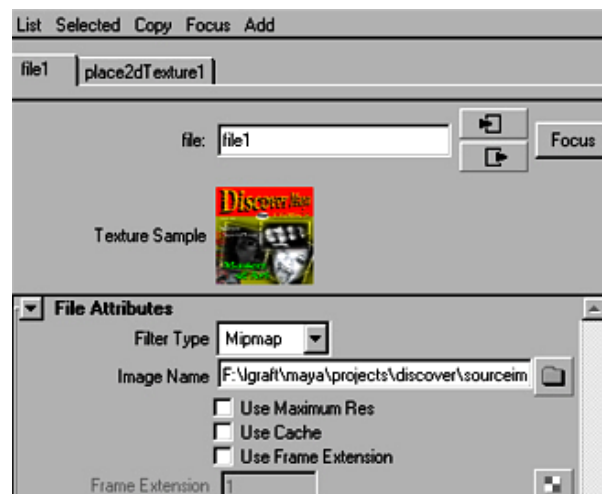 List Selected Copy Focus Add
file1 place2dTexture1
file: file1 Focus
Texture Sample
Discover
File Attributes
Filter Type Mipmap
Image Name F:\lgraft\maya\projects\discover\sourceim
Use Maximum Res
Use Cache
Use Frame Extension
Frame Extension 1